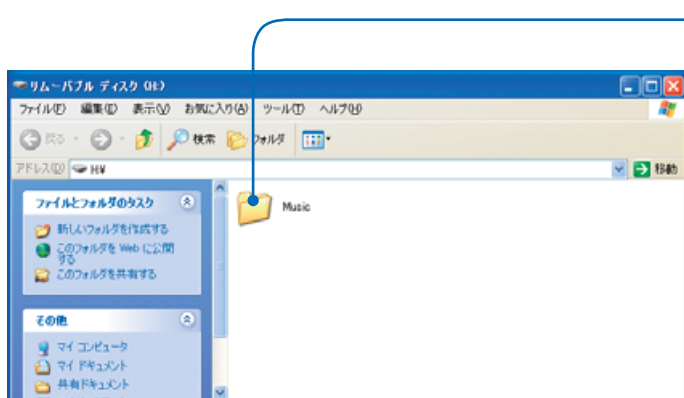 リムーバブル ディスク (H:)
ファイル(F) 編集(E) 表示(V) お気に入り(A) ツール(T) ヘルプ(H)
戻る 検索 フォルダ
アドレス(D) H:¥ 移動
ファイルとフォルダのタスク
新しいフォルダを作成する
このフォルダを Web に公開
する
このフォルダを共有する
Music
その他
マイ コンピュータ
マイ ドキュメント
共有ドキュメント